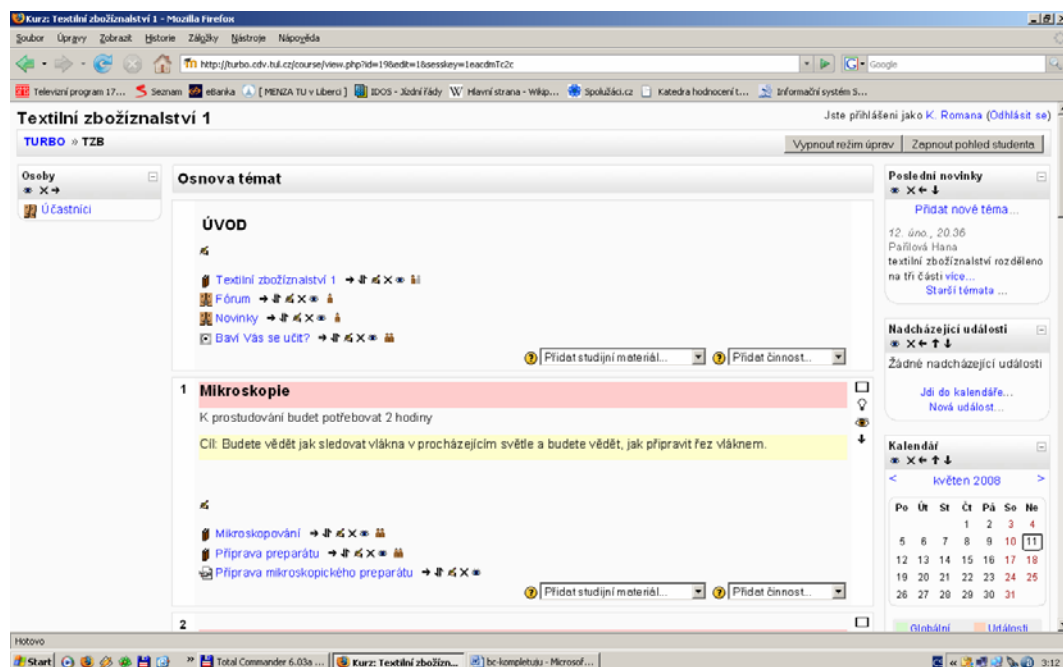 Kurz: Textilní zbožíznalství 1 - Mozilla Firefox
Soubor Úpravy Zobrazit Historie Záložky Nástroje Nápověda
http://turbo.cdv.tul.cz/course/view.php?id=19&edit=1&sesskey=1eacdmTc2c
Google
Televizní program 17... Seznam eBanka [ MENZA TU v Liberci ] IDOS - Jízdní řády Hlavní strana - Wikip... Spolužáci.cz Katedra hodnocení t... Informační systém S...
Textilní zbožíznalství 1
Jste přihlášeni jako K. Romana (Odhlásit se)
TURBO » TZB
Vypnout režim úprav Zapnout pohled studenta
Osoby
Účastníci
Osnova témat
ÚVOD
Textilní zbožíznalství 1
Fórum
Novinky
Baví Vás se učit?
Přidat studijní materiál... Přidat činnost...
1 Mikroskopie
K prostudování budet potřebovat 2 hodiny
Cíl: Budete vědět jak sledovat vlákna v procházejícím světle a budete vědět, jak připravit řez vláknem.
Mikroskopování
Příprava preparátu
Příprava mikroskopického preparátu
Přidat studijní materiál... Přidat činnost...
2
Poslední novinky
Přidat nové téma...
12. úno., 20.36
Pařilová Hana
textilní zbožíznalství rozděleno
na tři části více...
Starší témata ...
Nadcházející události
Žádné nadcházející události
Jdi do kalendáře...
Nová událost...
Kalendář
< květen 2008 >
Po Út St Čt Pá So Ne
1 2 3 4
5 6 7 8 9 10 11
12 13 14 15 16 17 18
19 20 21 22 23 24 25
26 27 28 29 30 31
Globální Události
Hotovo
Start » Total Commander 6.03a ... Kurz: Textilní zbožízn... bc-kompletuju - Microsof... « 3:12